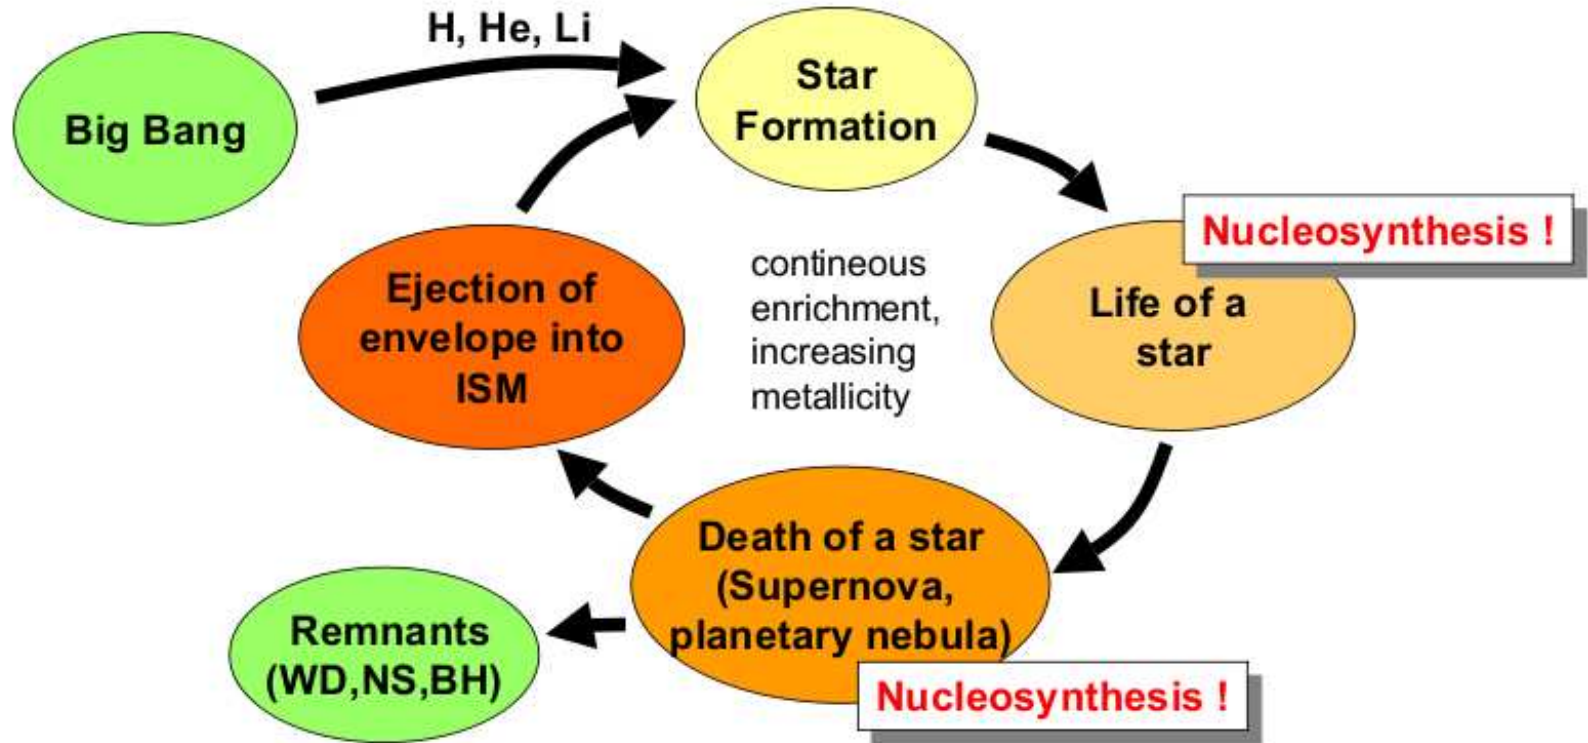 H, He, Li
Big Bang
Star
Formation
Nucleosynthesis !
Life of a
star
contineous
enrichment,
increasing
metallicity
Ejection of
envelope into
ISM
Death of a star
(Supernova,
planetary nebula)
Nucleosynthesis !
Remnants
(WD,NS,BH)